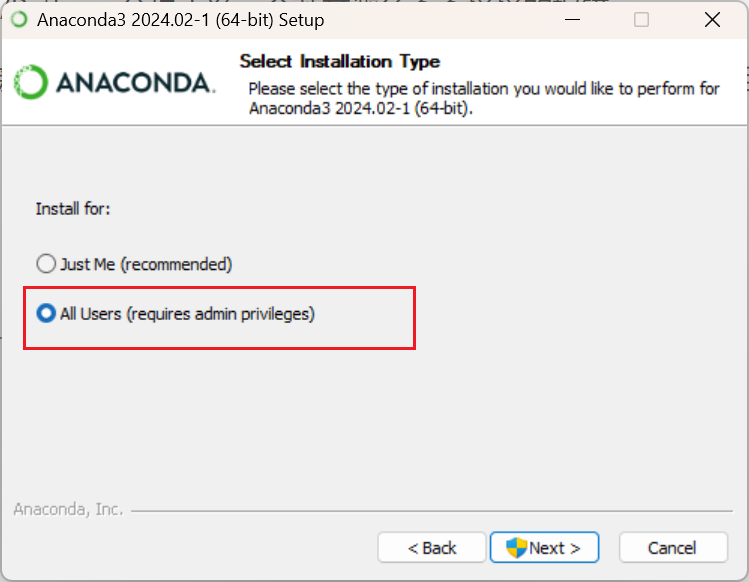 Anaconda3 2024.02-1 (64-bit) Setup
ANACONDA.
Select Installation Type
Please select the type of installation you would like to perform for
Anaconda3 2024.02-1 (64-bit).
Install for:
Just Me (recommended)
All Users (requires admin privileges)
Anaconda, Inc.
< Back
Next >
Cancel